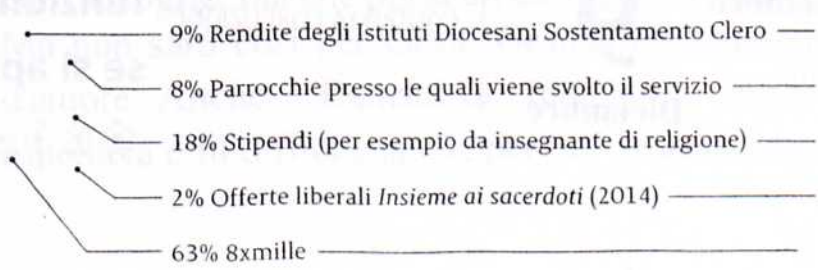 9% Rendite degli Istituti Diocesani Sostentamento Clero
8% Parrocchie presso le quali viene svolto il servizio
18% Stipendi (per esempio da insegnante di religione)
2% Offerte liberali Insieme ai sacerdoti (2014)
63% 8xmille